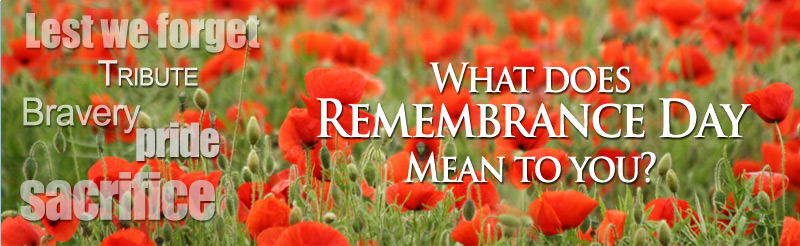 Lest we forget
Tribute
Bravery
pride
sacrifice
What does
Remembrance Day
Mean to you?